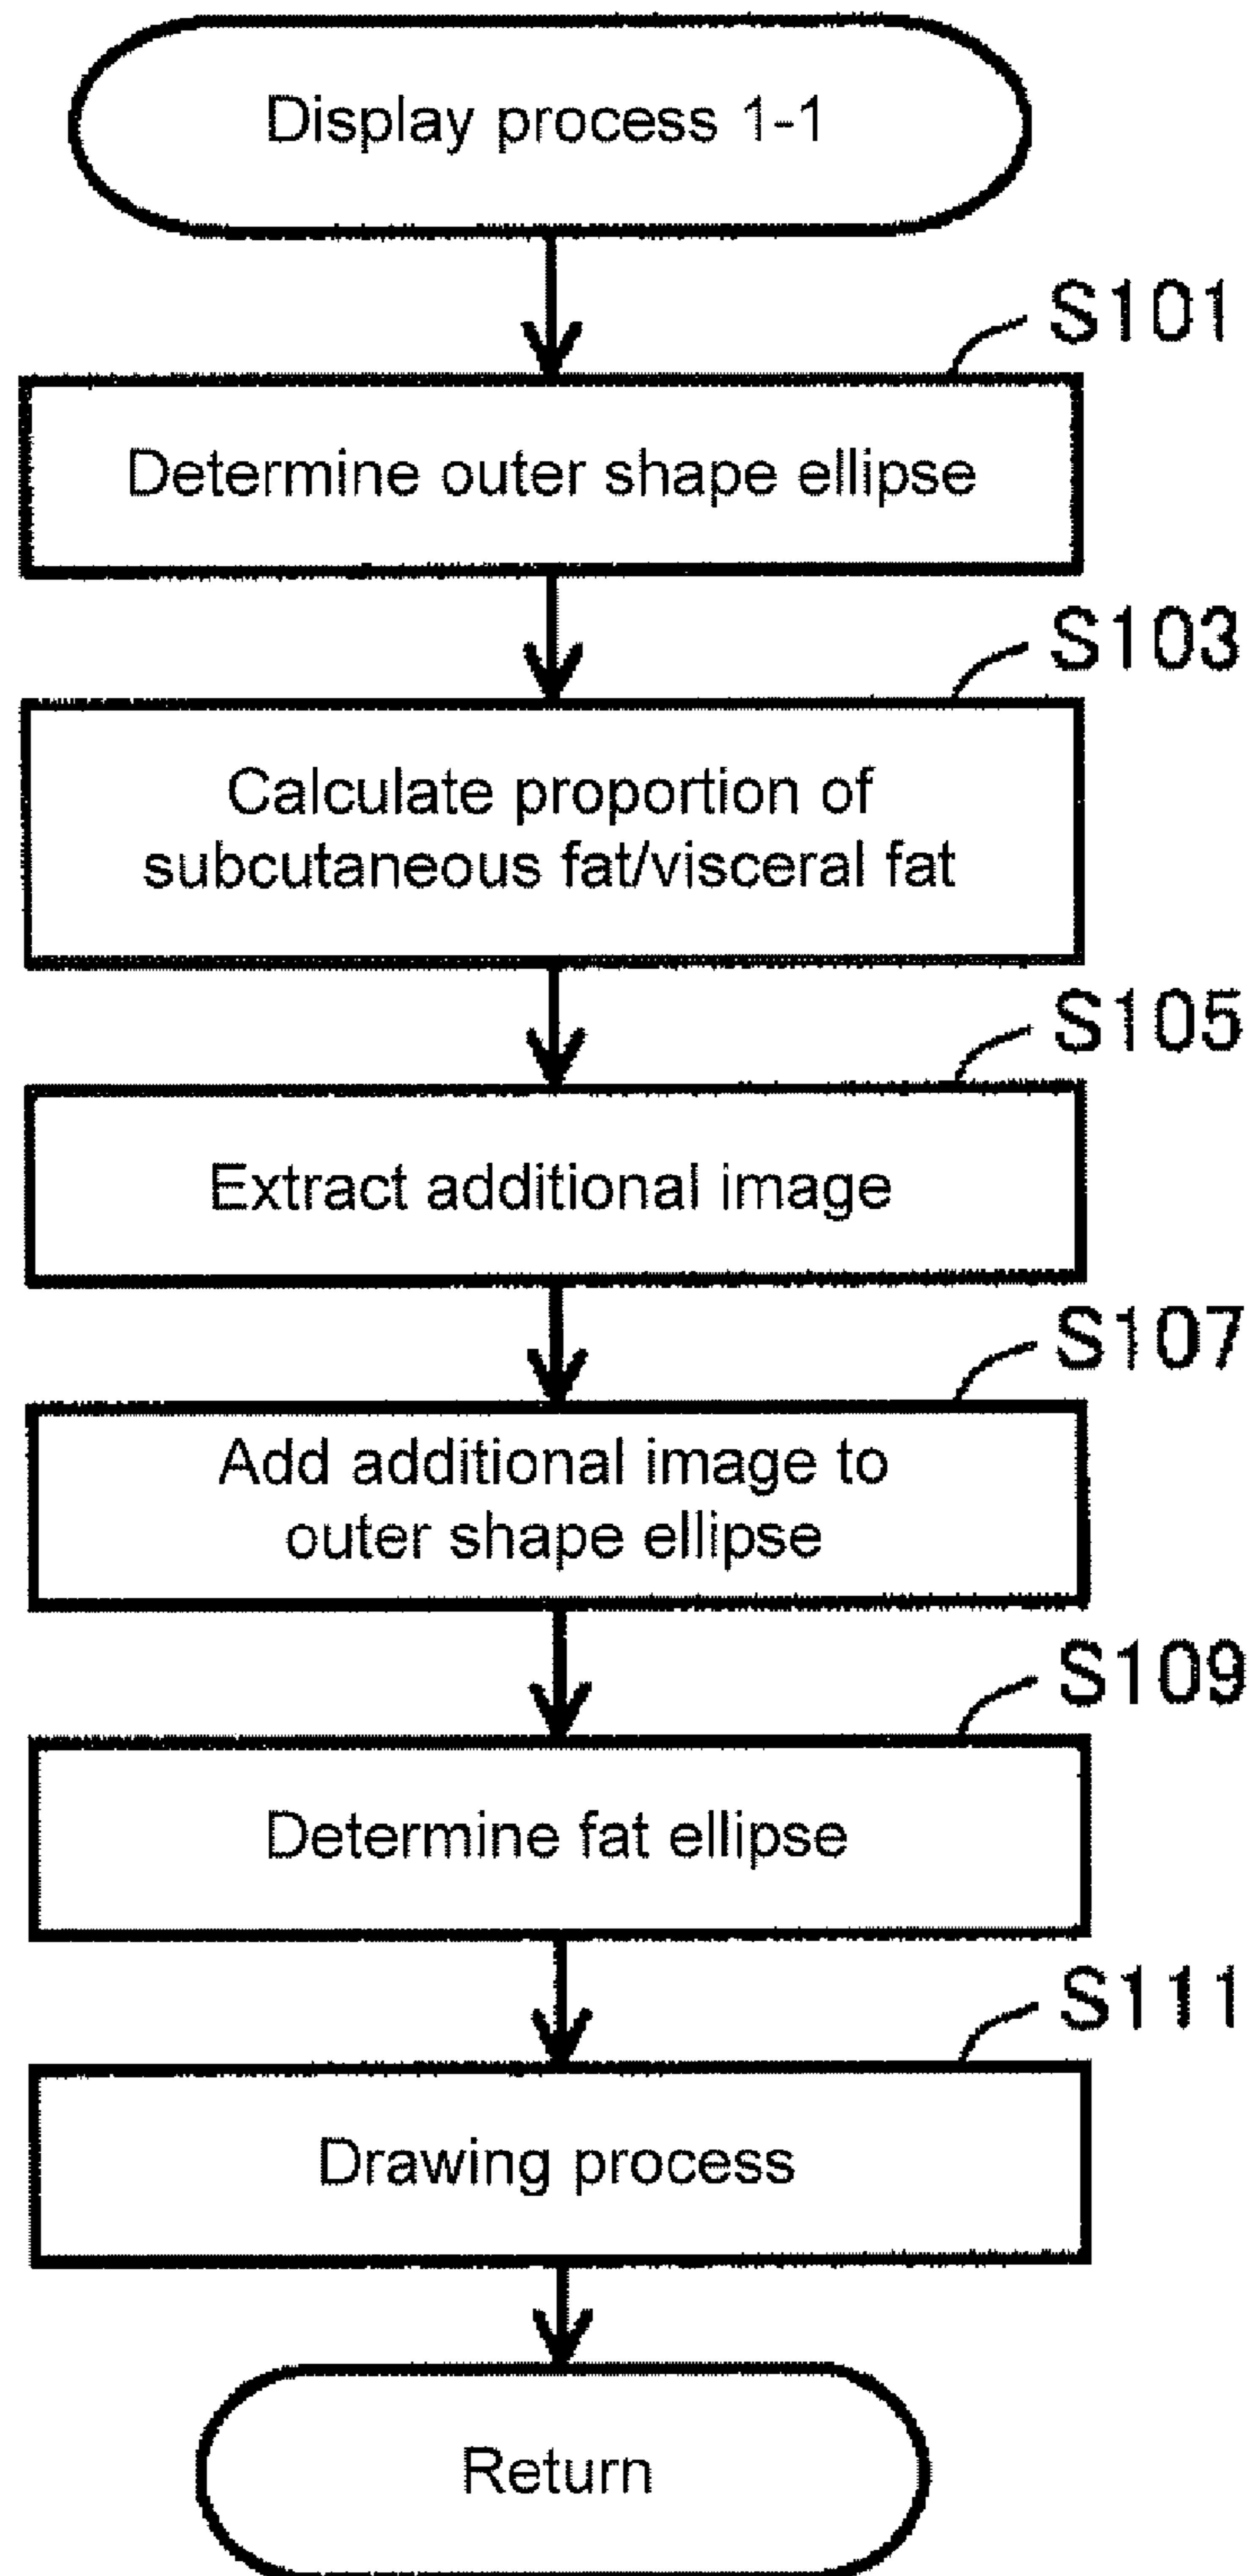 Display process 1-1
S101
Determine outer shape ellipse
S103
Calculate proportion of
subcutaneous fat/visceral fat
S105
Extract additional image
S107
Add additional image to
outer shape ellipse
S109
Determine fat ellipse
S111
Drawing process
Return